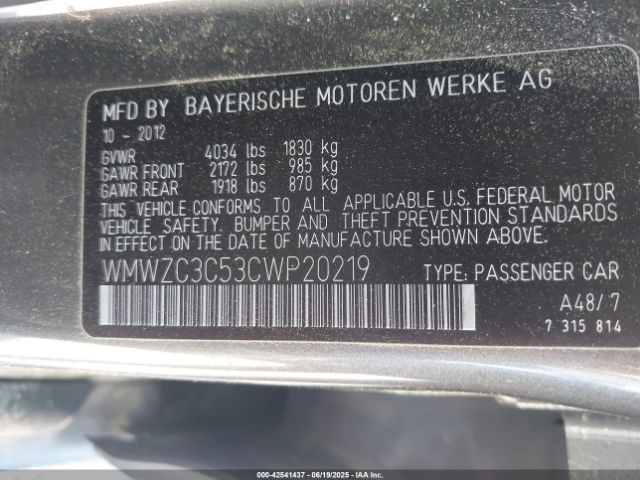 MFD BY BAYERISCHE MOTOREN WERKE AG
10 - 2012
GVWR 4034 lbs 1830 kg
GAWR FRONT 2172 lbs 985 kg
GAWR REAR 1918 lbs 870 kg
THIS VEHICLE CONFORMS TO ALL APPLICABLE U.S. FEDERAL MOTOR
VEHICLE SAFETY, BUMPER AND THEFT PREVENTION STANDARDS
IN EFFECT ON THE DATE OF MANUFACTURE SHOWN ABOVE.
WMWZC3C53CWP20219 TYPE: PASSENGER CAR
A48/7
7 315 814
000-42541437 - 06/19/2025 - IAAI.COM